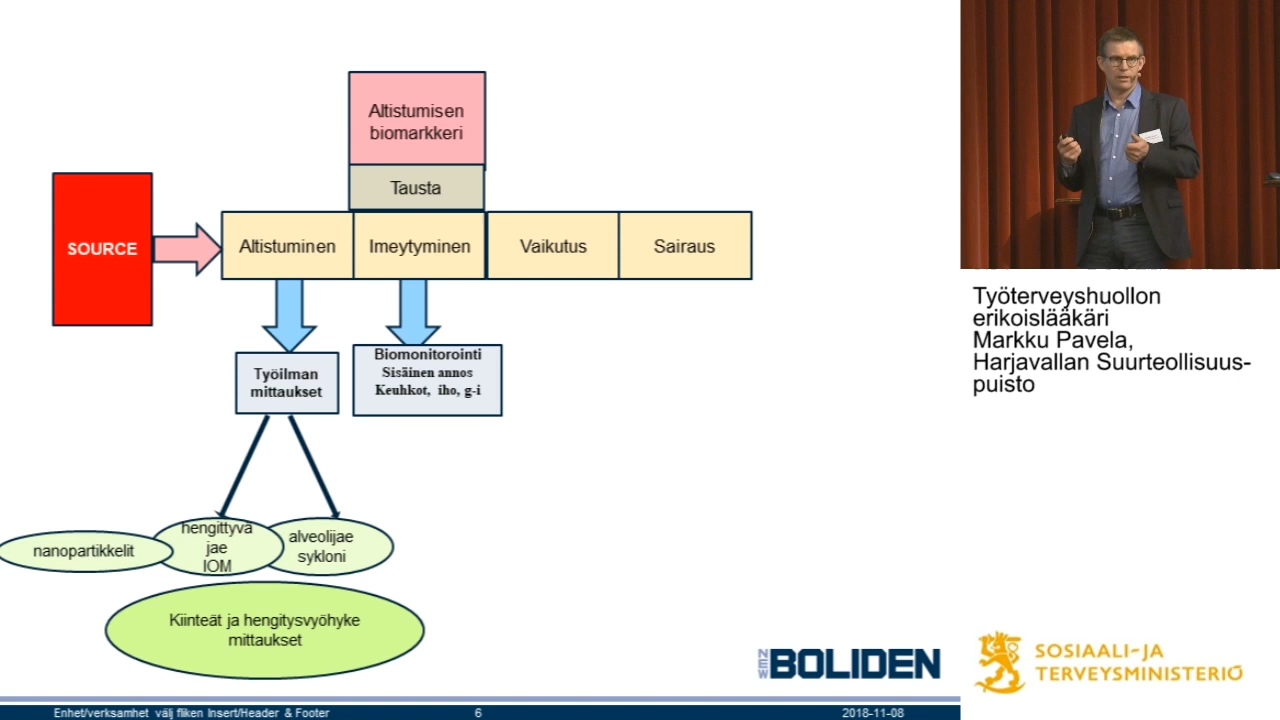 Altistumisen
biomarkkeri
Tausta
SOURCE
Altistuminen
Imeytyminen
Vaikutus
Sairaus
Työilman
mittaukset
Biomonitorointi
Sisäinen annos
Keuhkot, iho, g-i
nanopartikkelit
hengittyvä
jae
IOM
alveolijae
sykloni
Kiinteät ja hengitysvyöhyke
mittaukset
NEW BOLIDEN
Enhet/verksamhet välj fliken Insert/Header & Footer
6
2018-11-08
Työterveyshuollon
erikoislääkäri
Markku Pavela,
Harjavallan Suurteollisuus-
puisto
SOSIAALI-JA
TERVEYSMINISTERIÖ